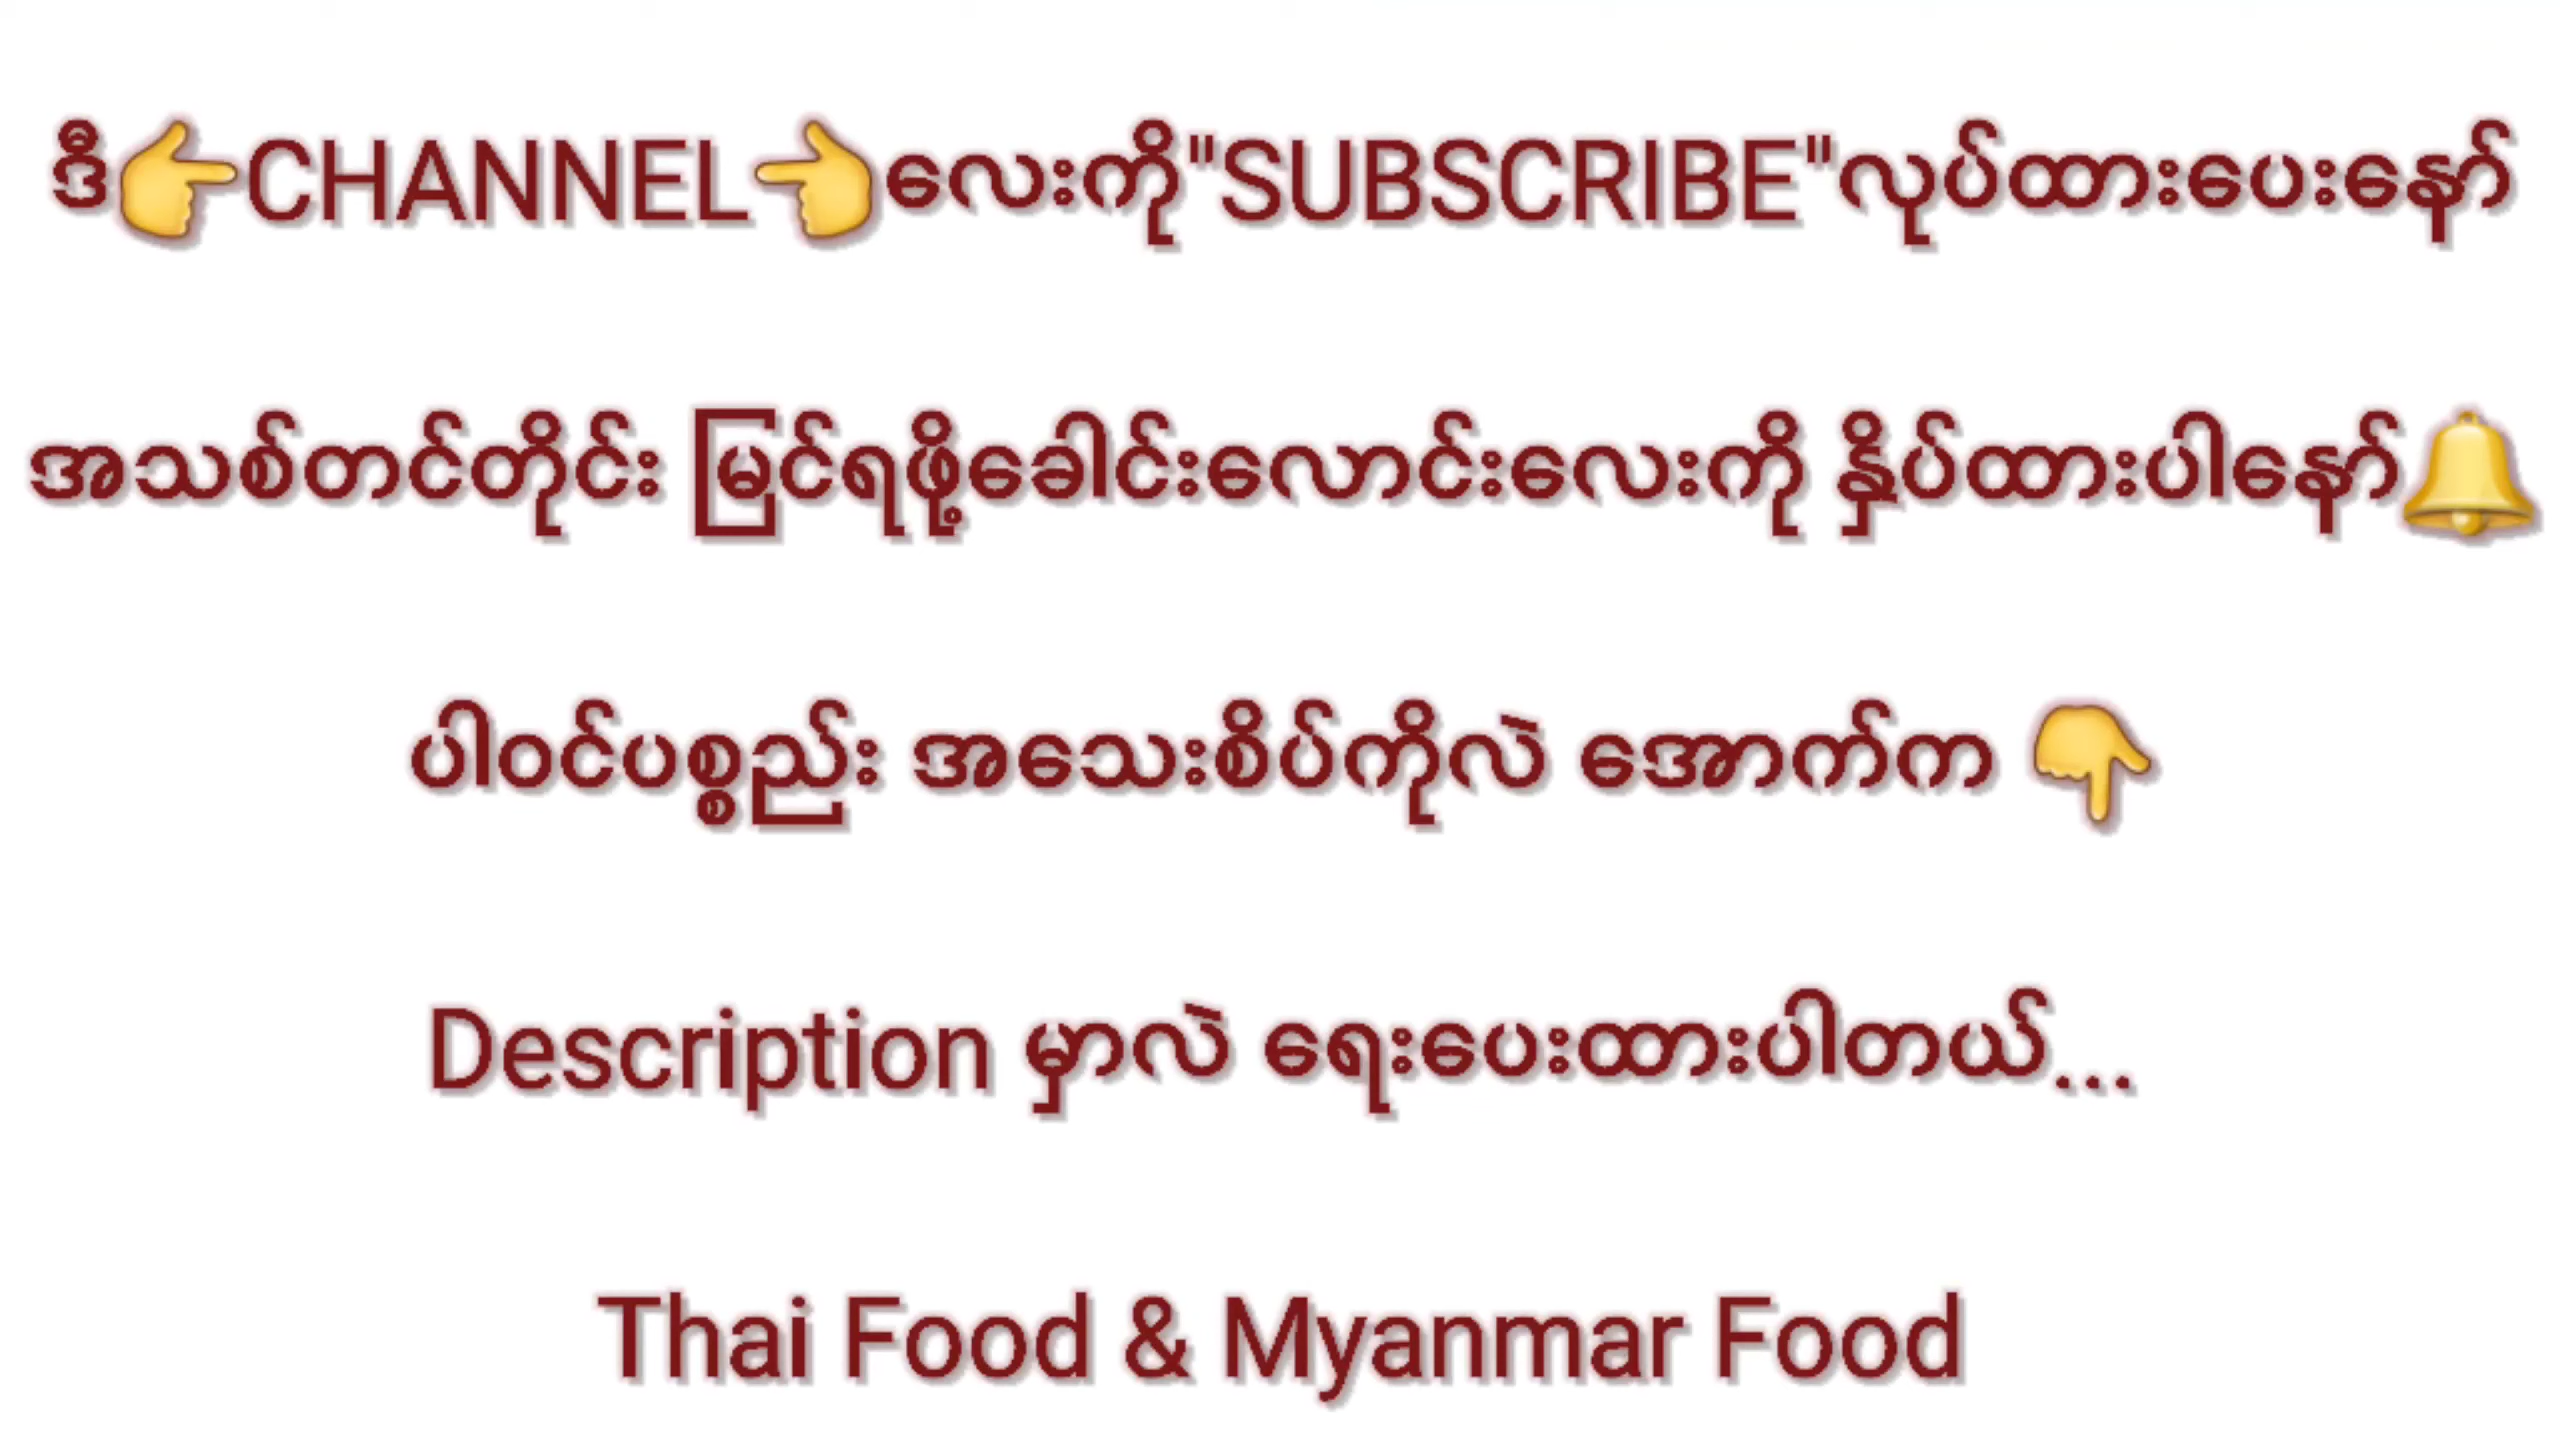 ဒီ👉CHANNEL👈လေးကို"SUBSCRIBE"လုပ်ထားပေးနော်
အသစ်တင်တိုင်း မြင်ရဖို့ခေါင်းလောင်းလေးကို နှိပ်ထားပါနော်🔔
ပါဝင်ပစ္စည်း အသေးစိပ်ကိုလဲ အောက်က 👇
Description မှာလဲ ရေးပေးထားပါတယ်...
Thai Food & Myanmar Food